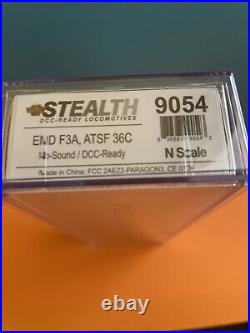 STEALTH
DCC-READY LOCOMOTIVES
9054
EMD F3A, ATSF 36C
No-Sound / DCC-Ready
N Scale
Made in China: FCC 2AEZ2-PARAGON3, CE